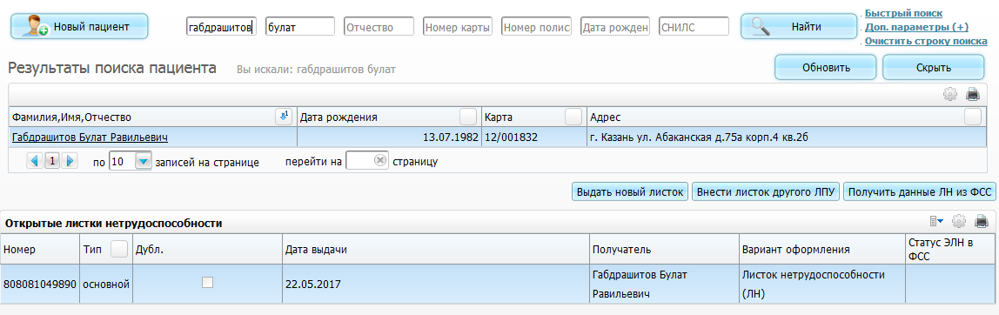 Новый пациент
габдрашитов
булат
Отчество
Номер карты
Номер полис
Дата рожден
СНИЛС
Найти
. Быстрый поиск
. Доп. параметры (+)
. Очистить строку поиска
Результаты поиска пациента
Вы искали: габдрашитов булат
Обновить
Скрыть
Фамилия,Имя,Отчество
1
Дата рождения
Карта
Адрес
Габдрашитов Булат Равильевич
13.07.1982
12/001832
г. Казань ул. Абаканская д.75а корп.4 кв.2б
1
по 10 записей на странице
перейти на
страницу
Выдать новый листок
Внести листок другого ЛПУ
Получить данные ЛН из ФСС
Открытые листки нетрудоспособности
Номер
Тип
Дубл.
Дата выдачи
Получатель
Вариант оформления
Статус ЭЛН в
ФСС
808081049890
основной
22.05.2017
Габдрашитов Булат
Равильевич
Листок нетрудоспособности
(ЛН)